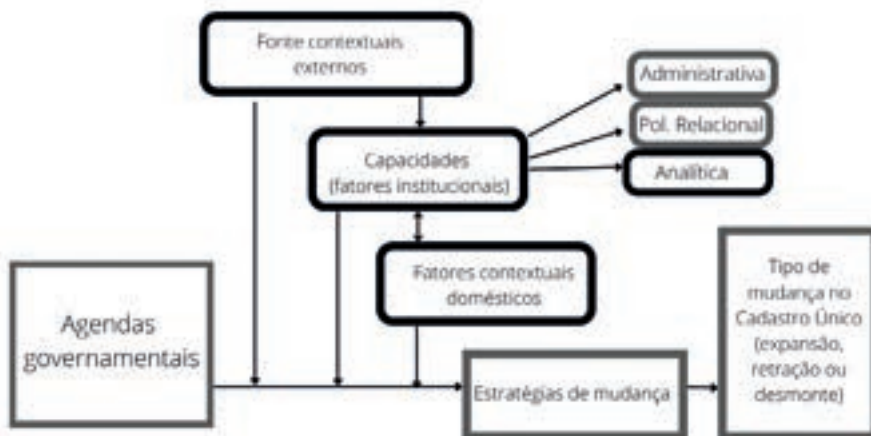 Fonte contextuais
externos
Administrativa
Pol. Relacional
Analítica
Capacidades
(fatores institucionais)
Fatores contextuais
domésticos
Agendas
governamentais
Estratégias de mudança
Tipo de
mudança no
Cadastro Único
(expansão,
retração ou
desmonte)